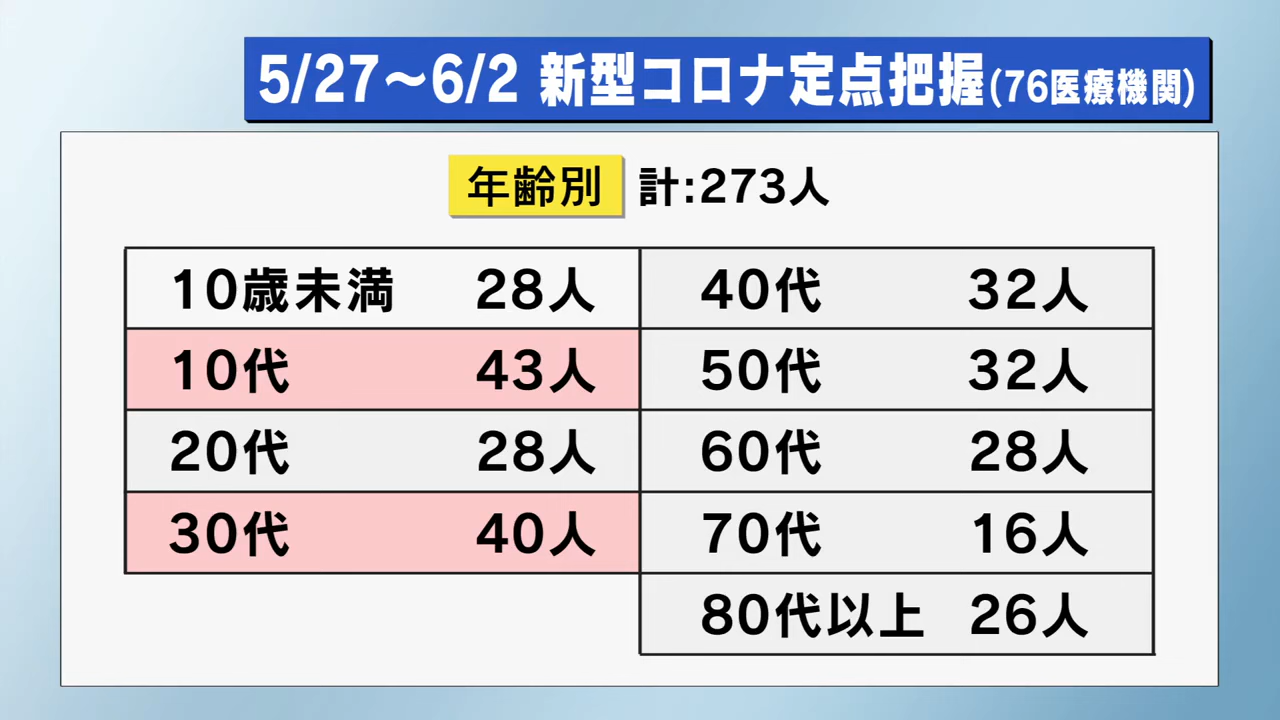 5/27～6/2 新型コロナ定点把握(76医療機関)
年齢別 計:273人
10歳未満 28人
10代 43人
20代 28人
30代 40人
40代 32人
50代 32人
60代 28人
70代 16人
80代以上 26人